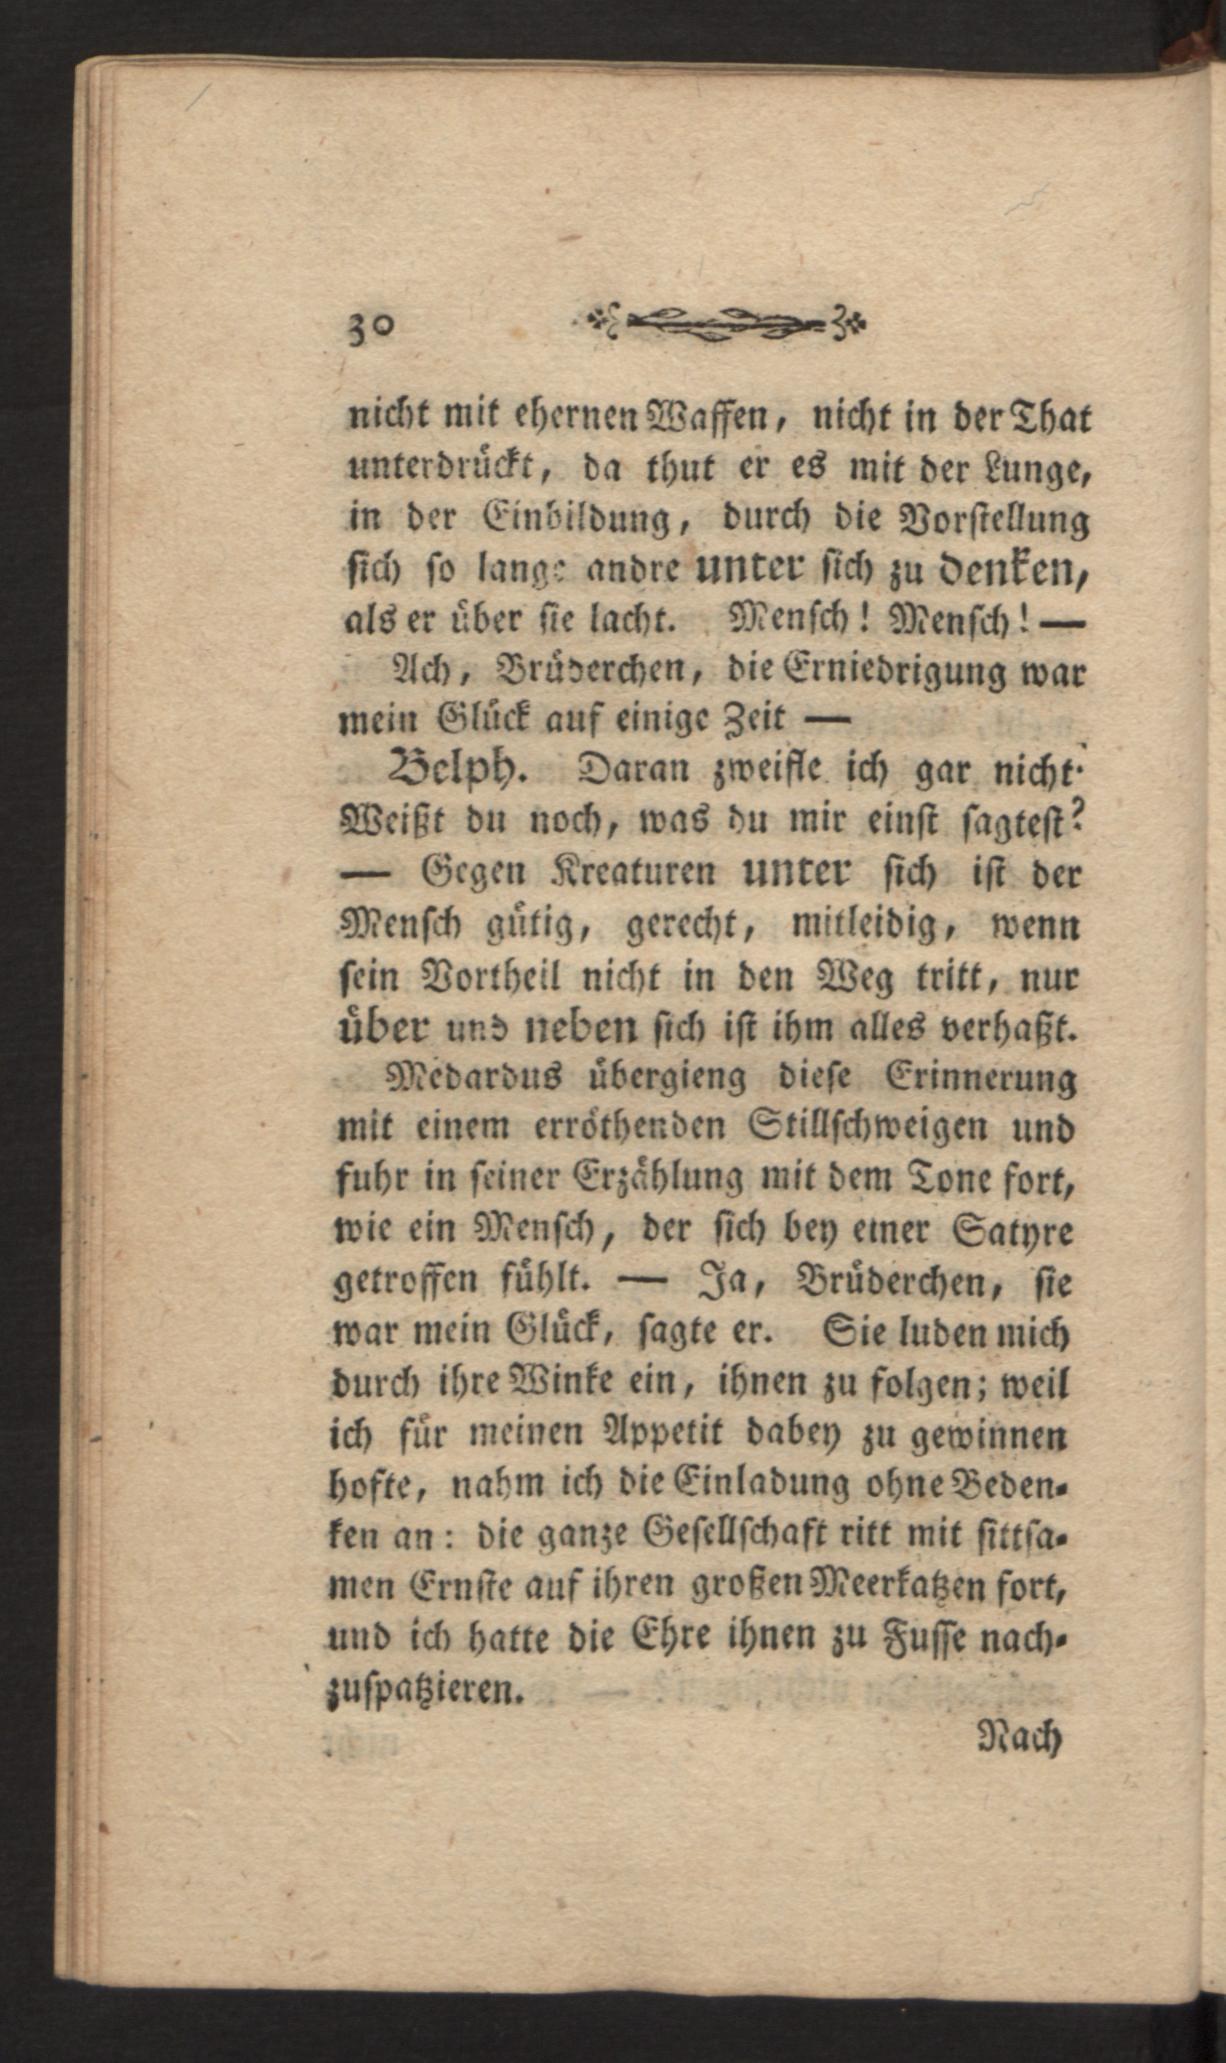 30
nicht mit ehernen Waffen, nicht in der That
unterdrückt, da thut er es mit der Lunge,
in der Einbildung, durch die Vorſtellung
ſich ſo lange andre unter ſich zu denken,
als er über ſie lacht. Menſch! Menſch! —
Ach, Brüderchen, die Erniedrigung war
mein Glück auf einige Zeit —
Belph. Daran zweifle ich gar nicht.
Weißt du noch, was du mir einſt ſagteſt?
— Gegen Kreaturen unter ſich iſt der
Menſch gütig, gerecht, mitleidig, wenn
ſein Vortheil nicht in den Weg tritt, nur
über und neben ſich iſt ihm alles verhaßt.
Medardus übergieng dieſe Erinnerung
mit einem erröthenden Stillſchweigen und
fuhr in ſeiner Erzählung mit dem Tone fort,
wie ein Menſch, der ſich bey einer Satyre
getroffen fühlt. — Ja, Brüderchen, ſie
war mein Glück, ſagte er. Sie luden mich
durch ihre Winke ein, ihnen zu folgen; weil
ich für meinen Appetit dabey zu gewinnen
hofte, nahm ich die Einladung ohne Beden⸗
ken an: die ganze Geſellſchaft ritt mit ſittſa⸗
men Ernſte auf ihren großen Meerkatzen fort,
und ich hatte die Ehre ihnen zu Fuſſe nach⸗
zuſpatzieren.
Nach